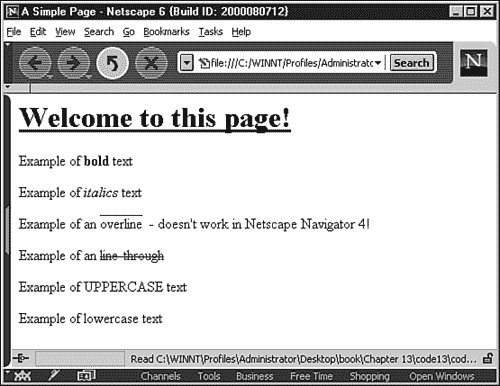 A Simple Page - Netscape 6 {Build ID: 2000080712}
File Edit View Search Go Bookmarks Tasks Help
file:///C:/WINNT/Profiles/Administrato Search N
Welcome to this page!
Example of bold text
Example of italics text
Example of an overline - doesn't work in Netscape Navigator 4!
Example of an line-through
Example of UPPERCASE text
Example of lowercase text
Read C:\WINNT\Profiles\Administrator\Desktop\book\Chapter 13\code13\cod...
Channels Tools Business Free Time Shopping Open Windows